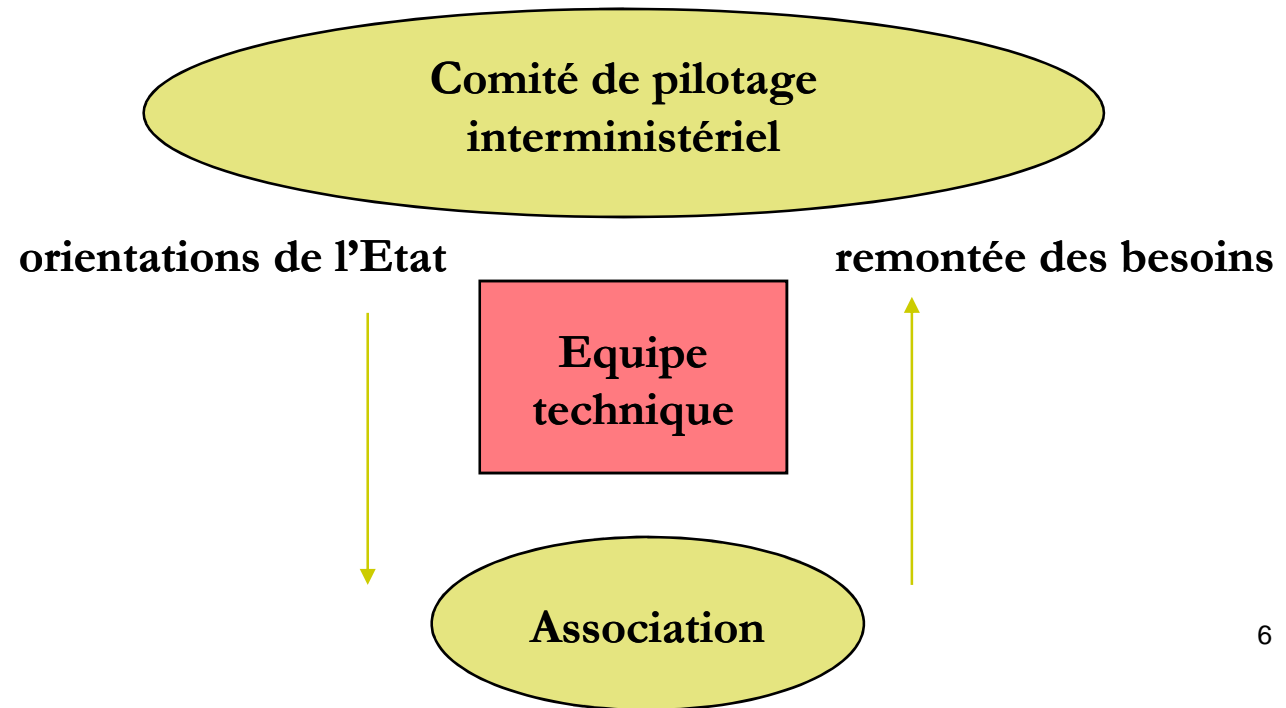 Comité de pilotage
interministériel
orientations de l’Etat
remontée des besoins
Equipe
technique
Association
6